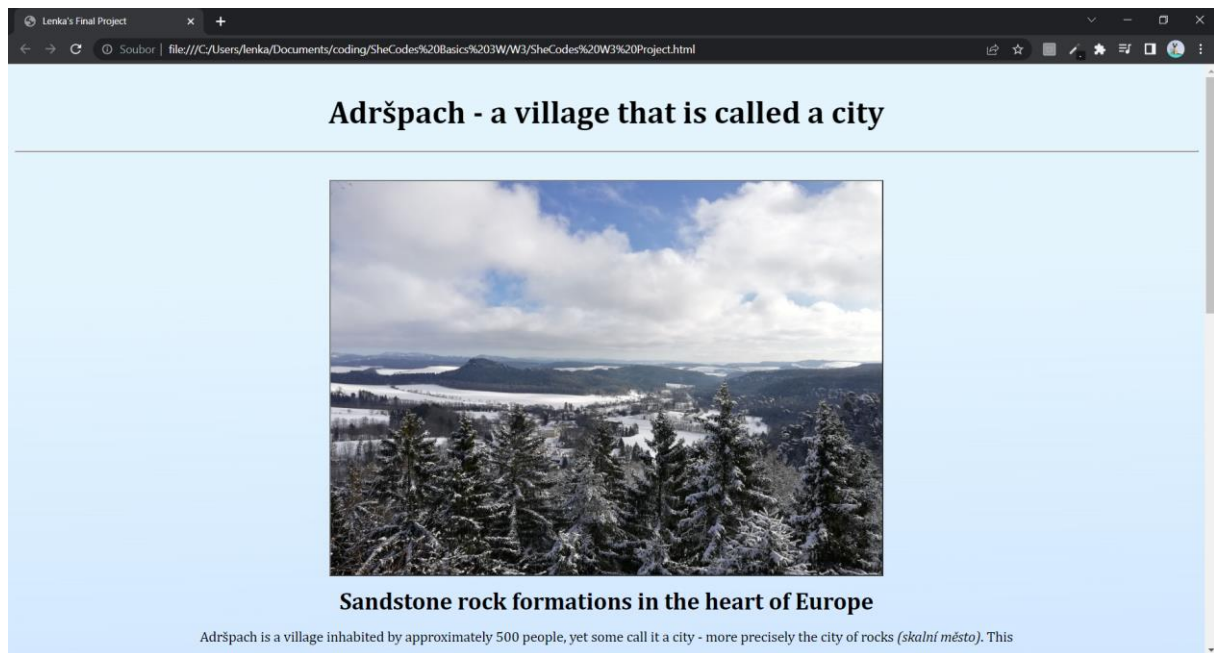 Lenka's Final Project
Soubor | file:///C:/Users/lenka/Documents/coding/SheCodes%20Basics%203W/W3/SheCodes%20W3%20Project.html
Adršpach - a village that is called a city
Sandstone rock formations in the heart of Europe
Adršpach is a village inhabited by approximately 500 people, yet some call it a city - more precisely the city of rocks (skalní město). This